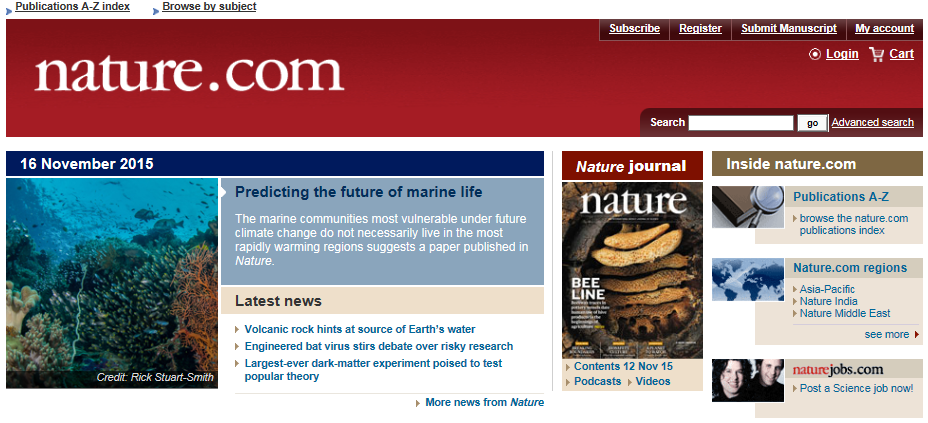 Publications A-Z index
Browse by subject
Subscribe
Register
Submit Manuscript
My account
nature.com
Login
Cart
Search
go
Advanced search
16 November 2015
Predicting the future of marine life
The marine communities most vulnerable under future
climate change do not necessarily live in the most
rapidly warming regions suggests a paper published in
Nature.
Credit: Rick Stuart-Smith
Latest news
Volcanic rock hints at source of Earth's water
Engineered bat virus stirs debate over risky research
Largest-ever dark-matter experiment poised to test
popular theory
More news from Nature
Nature journal
nature
BEE
LINE
Contents 12 Nov 15
Podcasts
Videos
Inside nature.com
Publications A-Z
browse the nature.com
publications index
Nature.com regions
Asia-Pacific
Nature India
Nature Middle East
see more
naturejobs.com
Post a Science job now!